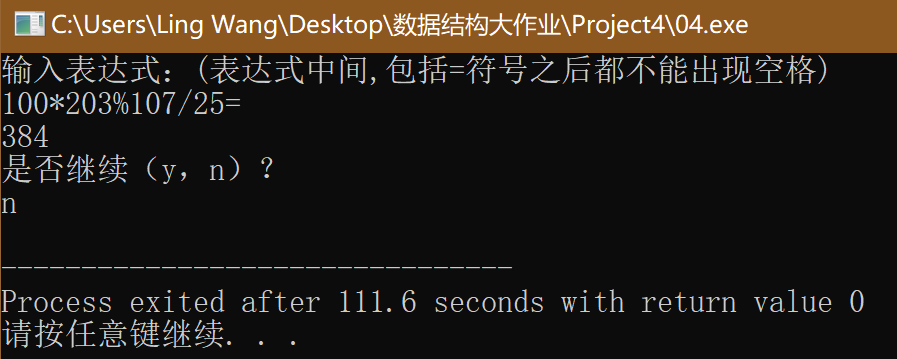 C:\Users\Ling Wang\Desktop\数据结构大作业\Project4\04.exe
输入表达式：(表达式中间,包括=符号之后都不能出现空格)
100*203%107/25=
384
是否继续（y，n）？
n
--------------------------------
Process exited after 111.6 seconds with return value 0
请按任意键继续. . .